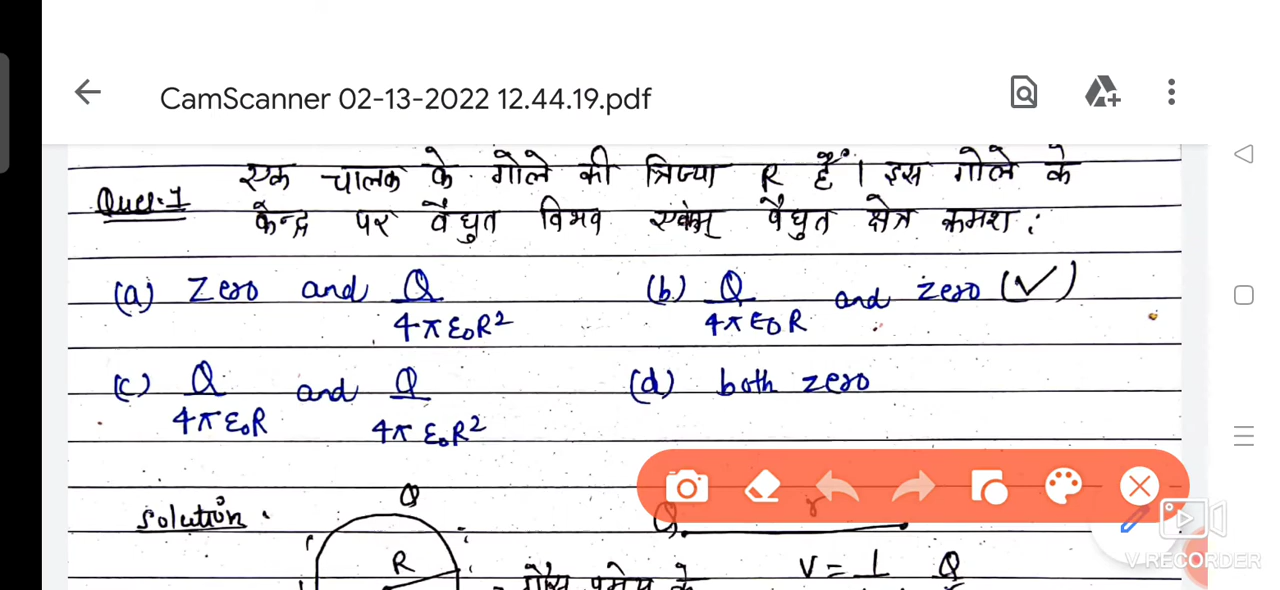 CamScanner 02-13-2022 12.44.19.pdf
Ques.1 एक चालक के गोले की त्रिज्या R हैं। इस गोले के
केन्द्र पर वैद्युत विभव एवंम् वैद्युत क्षेत्र क्रमश :
(a) Zero and Q/4πε₀R² (b) Q/4πε₀R and zero (✓)
(c) Q/4πε₀R and Q/4πε₀R² (d) both zero
Solution.
Q
Q r
R V = 1 Q
के
V-RECORDER